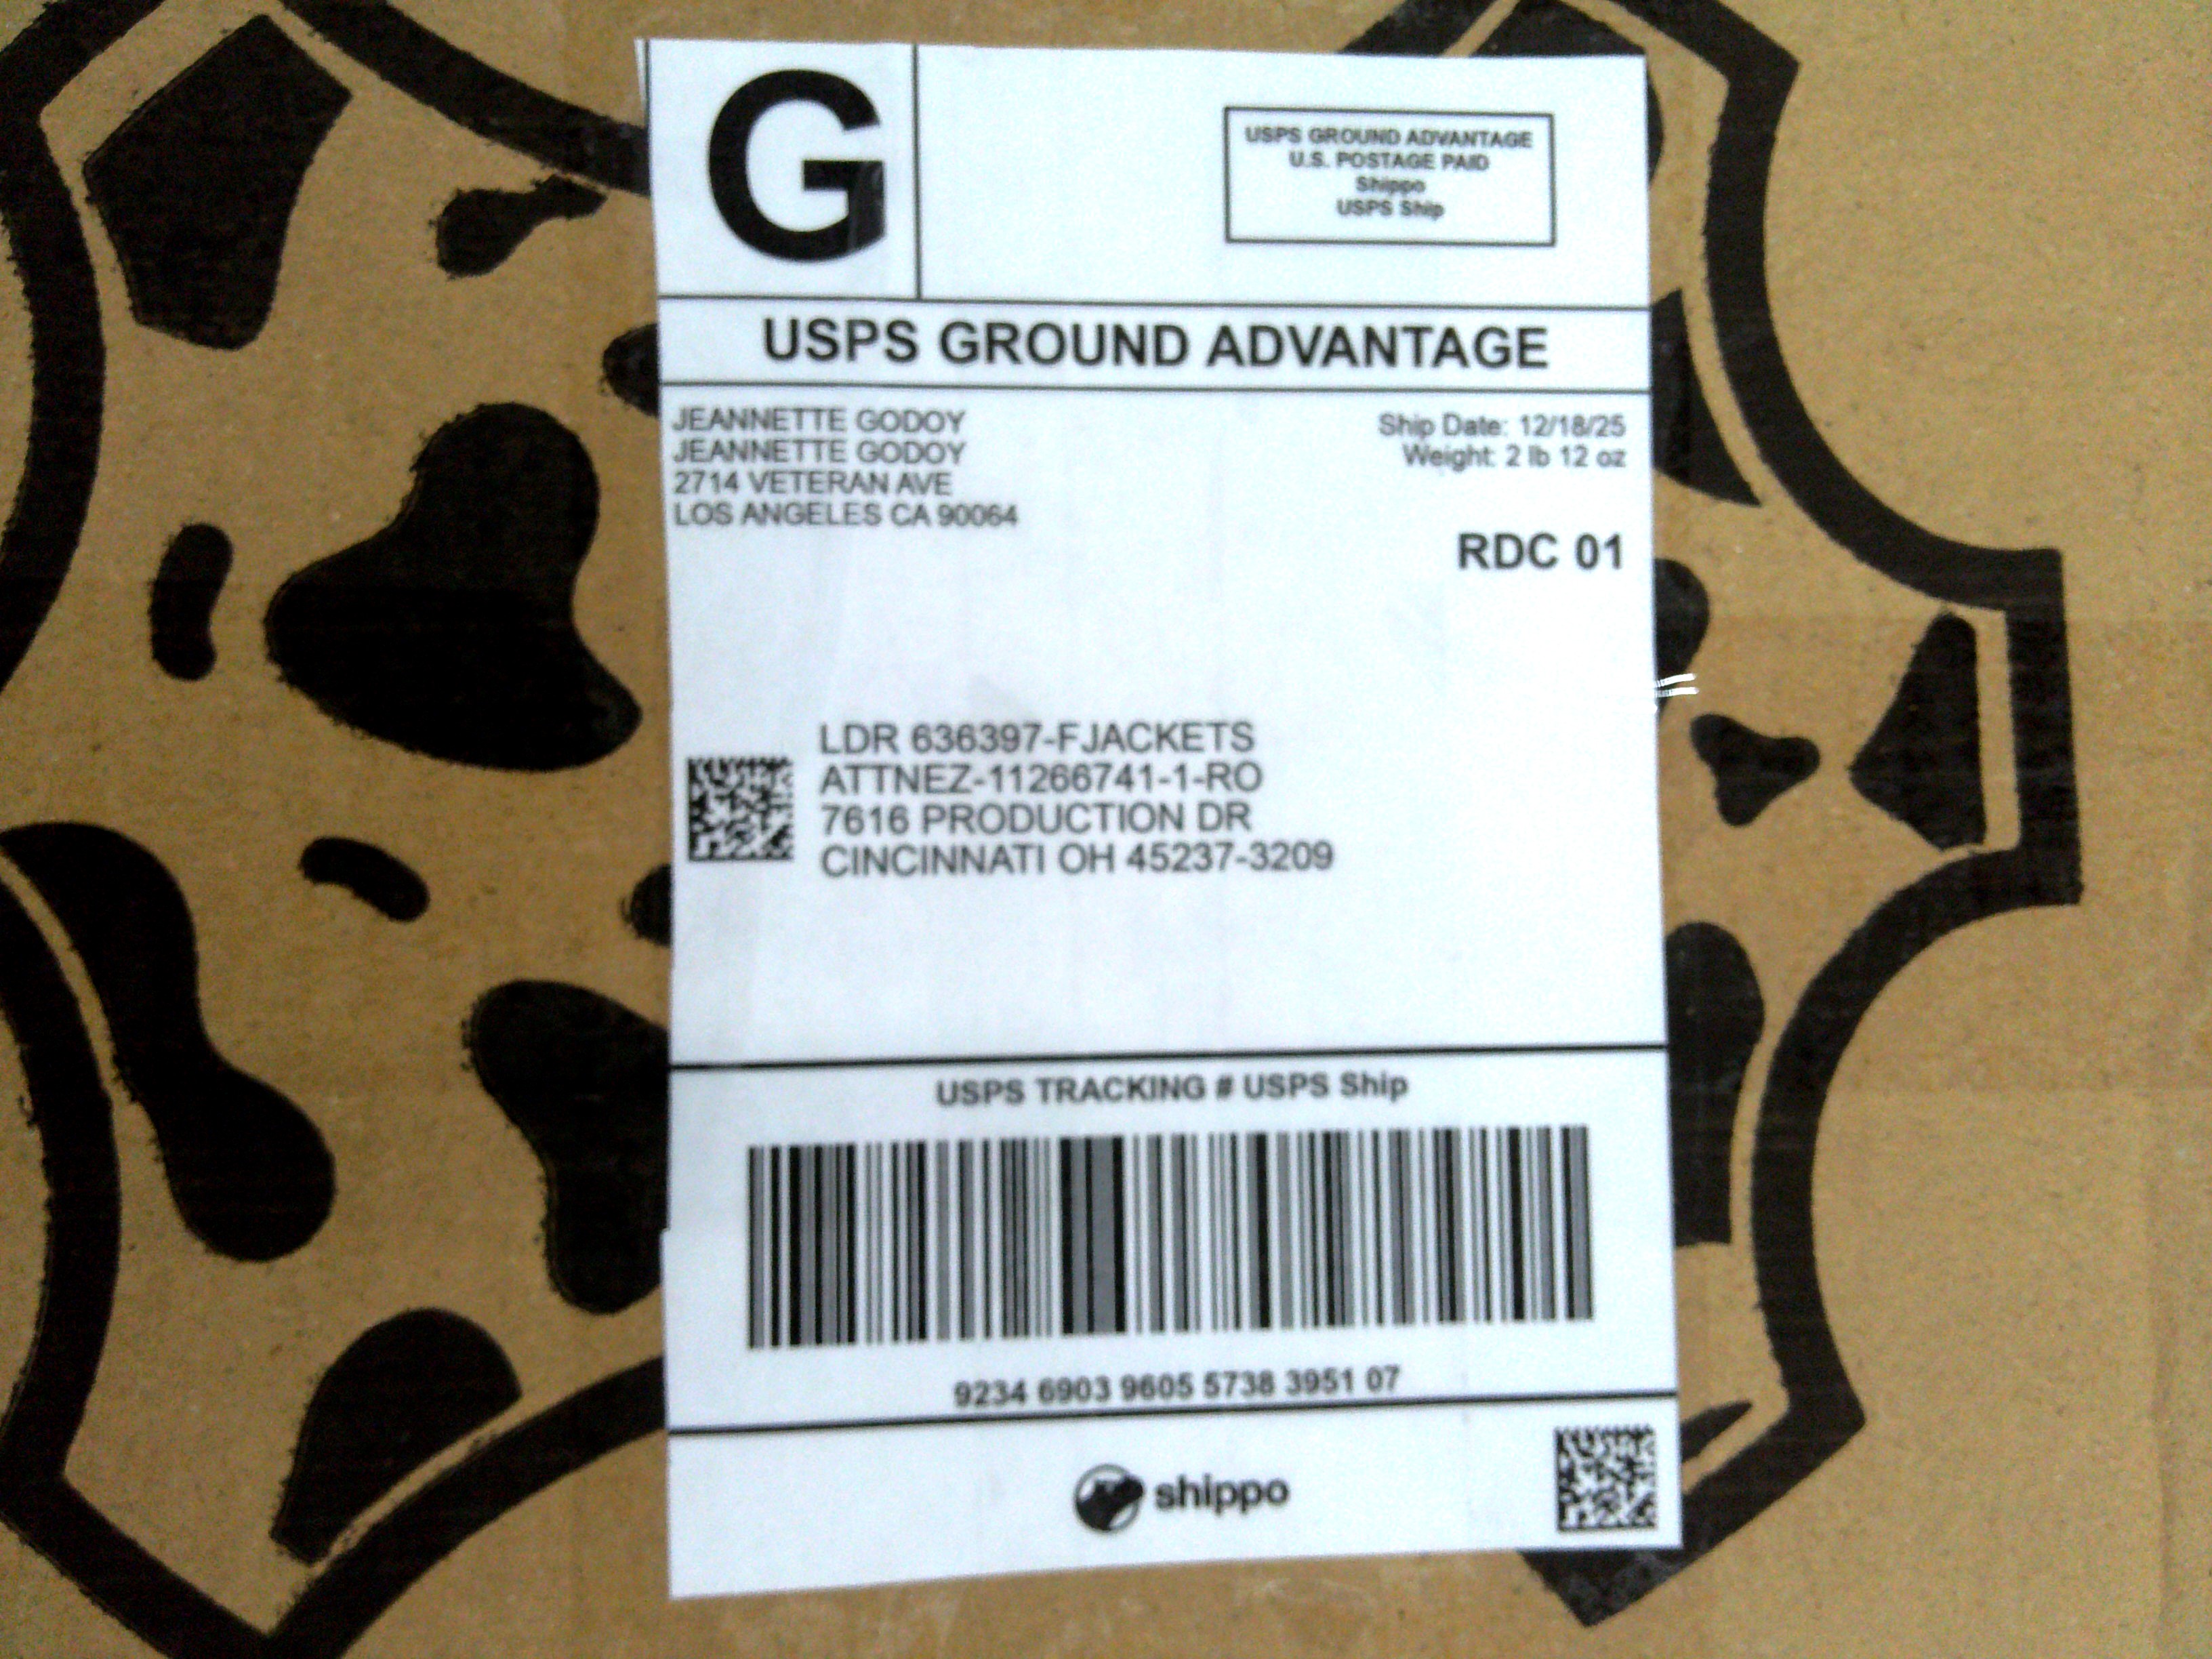 G
USPS GROUND ADVANTAGE
U.S. POSTAGE PAID
Shippo
USPS Ship
USPS GROUND ADVANTAGE
JEANNETTE GODOY
JEANNETTE GODOY
2714 VETERAN AVE
LOS ANGELES CA 90064
Ship Date: 12/18/25
Weight: 2 lb 12 oz
RDC 01
LDR 636397-FJACKETS
ATTNEZ-11266741-1-RO
7616 PRODUCTION DR
CINCINNATI OH 45237-3209
USPS TRACKING # USPS Ship
9234 6903 9605 5738 3951 07
shippo